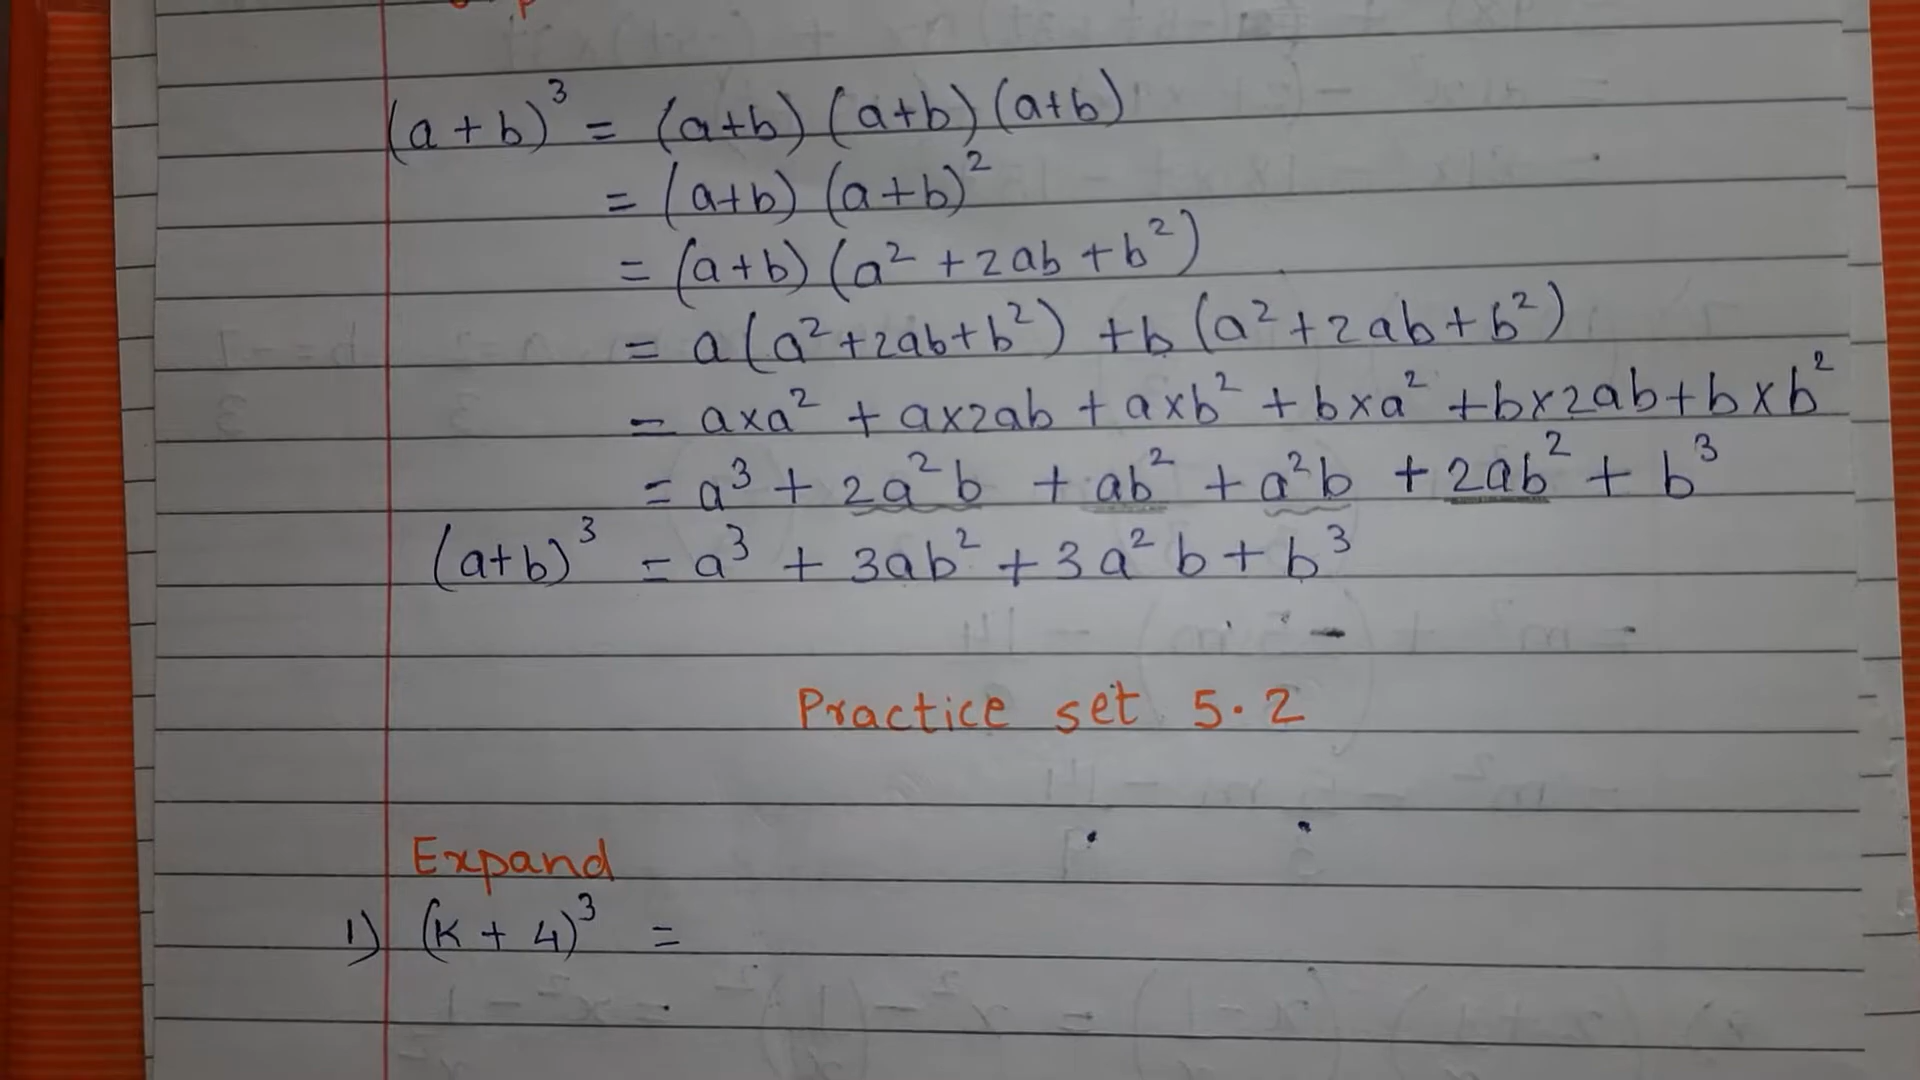 (a+b)³ = (a+b) (a+b) (a+b)
= (a+b) (a+b)²
= (a+b) (a² + 2ab + b²)
= a(a²+2ab+b²) +b (a²+2ab+b²)
= a×a² + a×2ab + a×b² + b×a² +b×2ab+b×b²
= a³ + 2a²b + ab² + a²b + 2ab² + b³
(a+b)³ = a³ + 3ab² + 3a²b + b³
Practice set 5.2
Expand
1) (k + 4)³ =